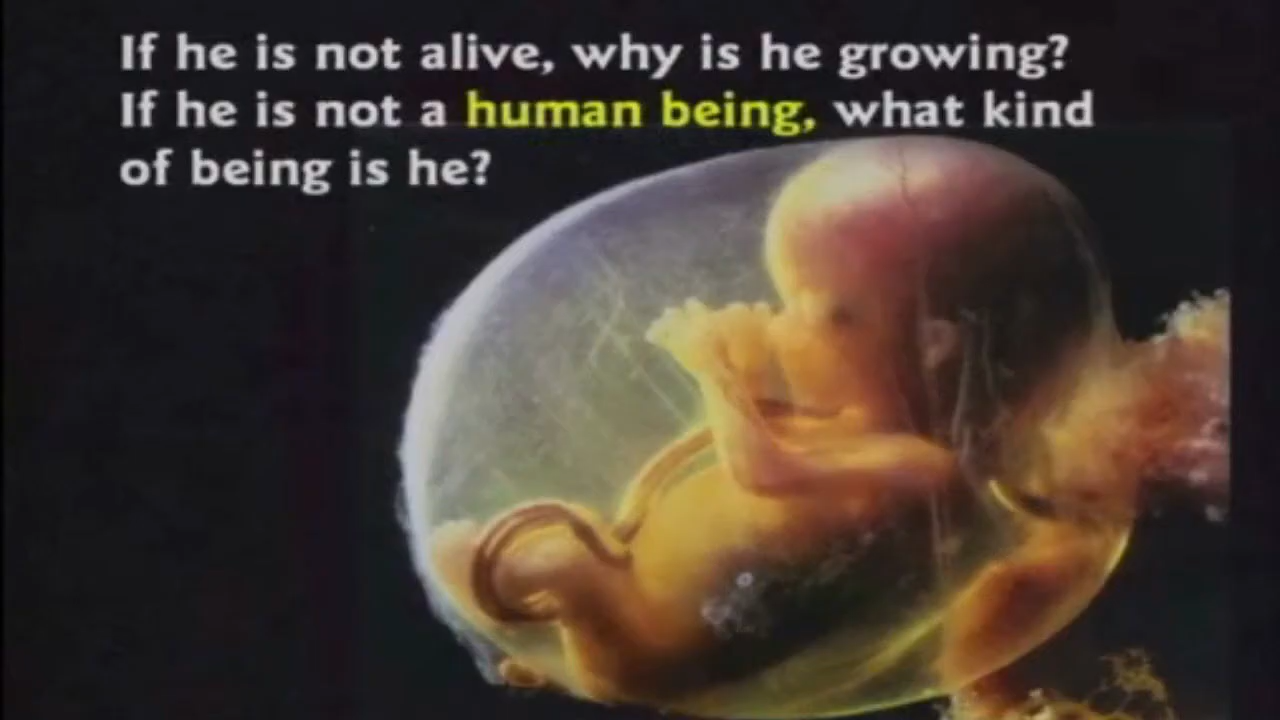 If he is not alive, why is he growing?
If he is not a human being, what kind
of being is he?